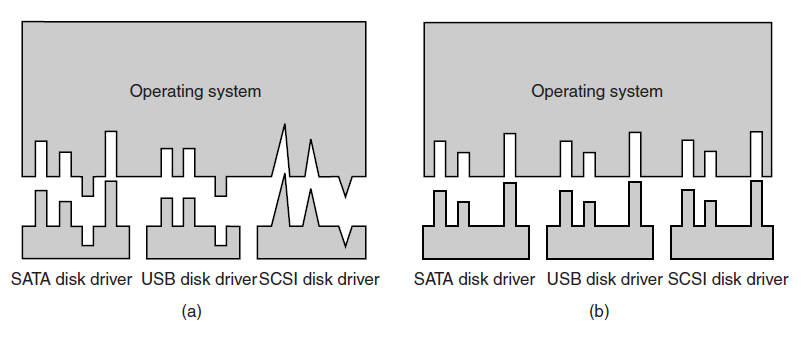 Operating system
Operating system
SATA disk driver USB disk driver SCSI disk driver
SATA disk driver USB disk driver SCSI disk driver
(a)
(b)